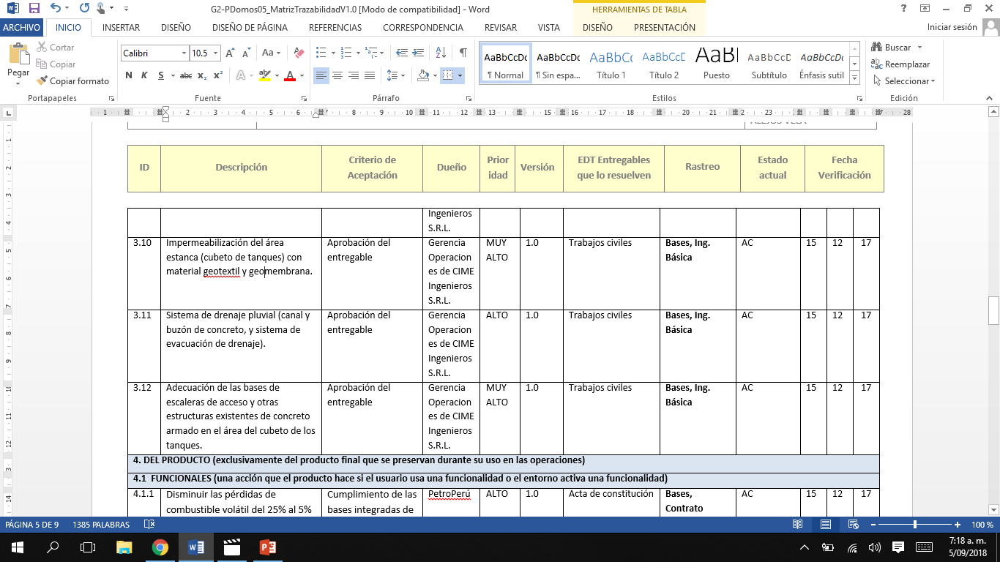 G2-PDomos05_MatrizTrazabilidadV1.0 [Modo de compatibilidad] - Word
HERRAMIENTAS DE TABLA
ARCHIVO INICIO INSERTAR DISEÑO DISEÑO DE PÁGINA REFERENCIAS CORRESPONDENCIA REVISAR VISTA DISEÑO PRESENTACIÓN Iniciar sesión
Pegar
Cortar
Copiar
Copiar formato
Portapapeles
Calibri 10.5
N K S abc x₂ x²
Fuente
Párrafo
AaBbCcDc AaBbCcDc AaBbCc AaBbCcD AaB AaBbCcD AaBbCcDc
¶ Normal ¶ Sin espa... Título 1 Título 2 Puesto Subtítulo Énfasis sutil
Estilos
Buscar
Reemplazar
Seleccionar
Edición
ID Descripción Criterio de Aceptación Dueño Prior idad Versión EDT Entregables que lo resuelven Rastreo Estado actual Fecha Verificación
Ingenieros
S.R.L.
3.10 Impermeabilización del área Aprobación del Gerencia MUY 1.0 Trabajos civiles Bases, Ing. AC 15 12 17
estanca (cubeto de tanques) con entregable Operacion ALTO Básica
material geotextil y geomembrana. es de CIME
Ingenieros
S.R.L.
3.11 Sistema de drenaje pluvial (canal y Aprobación del Gerencia ALTO 1.0 Trabajos civiles Bases, Ing. AC 15 12 17
buzón de concreto, y sistema de entregable Operacion Básica
evacuación de drenaje). es de CIME
Ingenieros
S.R.L.
3.12 Adecuación de las bases de Aprobación del Gerencia MUY 1.0 Trabajos civiles Bases, Ing. AC 15 12 17
escaleras de acceso y otras entregable Operacion ALTO Básica
estructuras existentes de concreto es de CIME
armado en el área del cubeto de los Ingenieros
tanques. S.R.L.
4. DEL PRODUCTO (exclusivamente del producto final que se preservan durante su uso en las operaciones)
4.1 FUNCIONALES (una acción que el producto hace si el usuario usa una funcionalidad o el entorno activa una funcionalidad)
4.1.1 Disminuir las pérdidas de Cumplimiento de las PetroPerú ALTO 1.0 Acta de constitución Bases, AC 15 12 17
combustible volátil del 25% al 5% bases integradas de Contrato
PÁGINA 5 DE 9 1385 PALABRAS 100 %
7:18 a. m.
5/09/2018